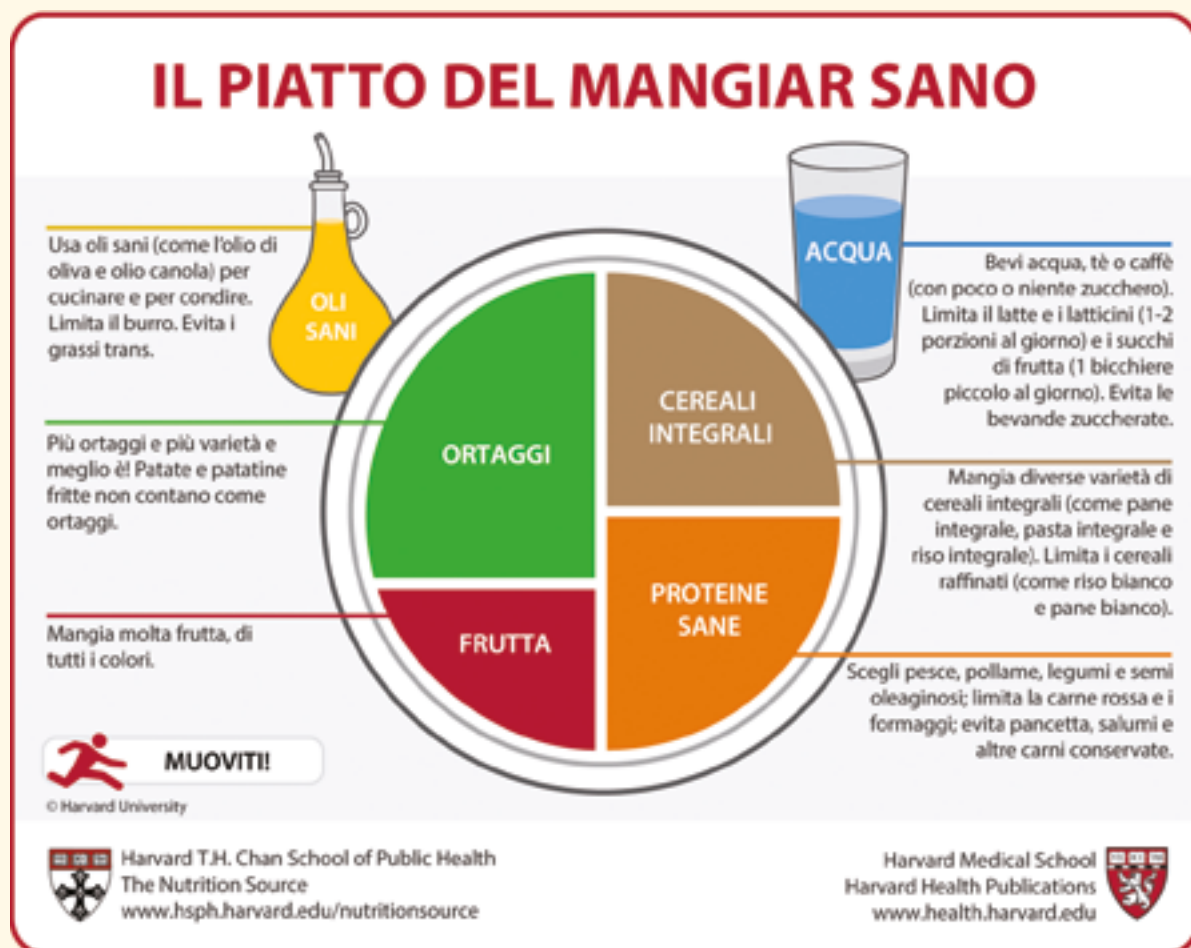 IL PIATTO DEL MANGIAR SANO
Usa oli sani (come l'olio di
oliva e olio canola) per
cucinare e per condire.
Limita il burro. Evita i
grassi trans.
OLI
SANI
ACQUA
Bevi acqua, tè o caffè
(con poco o niente zucchero).
Limita il latte e i latticini (1-2
porzioni al giorno) e i succhi
di frutta (1 bicchiere
piccolo al giorno). Evita le
bevande zuccherate.
Più ortaggi e più varietà e
meglio è! Patate e patatine
fritte non contano come
ortaggi.
ORTAGGI
CEREALI
INTEGRALI
Mangia diverse varietà di
cereali integrali (come pane
integrale, pasta integrale e
riso integrale). Limita i cereali
raffinati (come riso bianco
e pane bianco).
Mangia molta frutta, di
tutti i colori.
FRUTTA
PROTEINE
SANE
Scegli pesce, pollame, legumi e semi
oleaginosi; limita la carne rossa e i
formaggi; evita pancetta, salumi e
altre carni conservate.
MUOVITI!
© Harvard University
Harvard T.H. Chan School of Public Health
The Nutrition Source
www.hsph.harvard.edu/nutritionsource
Harvard Medical School
Harvard Health Publications
www.health.harvard.edu